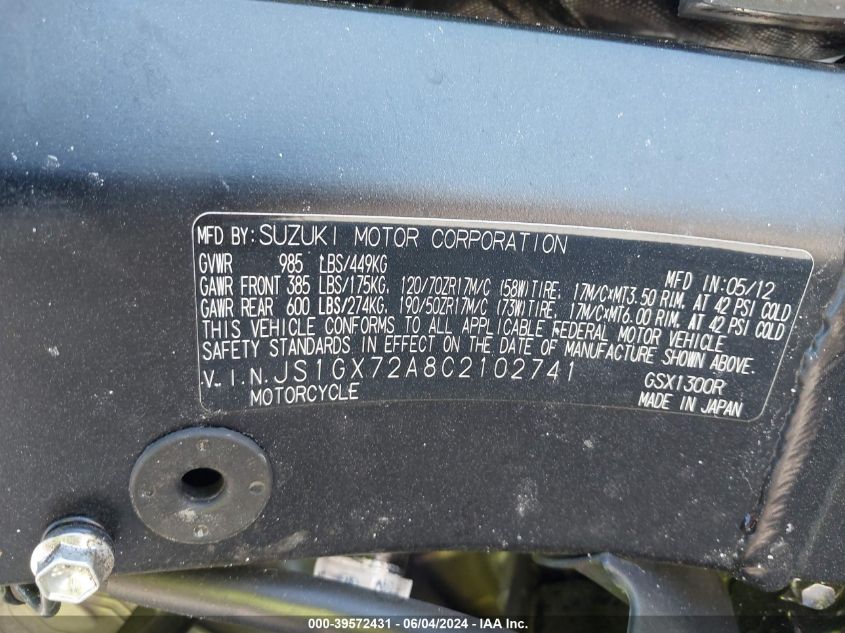 MFD BY: SUZUKI MOTOR CORPORATION
GVWR 985 LBS/449KG MFD IN: 05/12
GAWR FRONT 385 LBS/175KG, 120/70ZR17M/C (58W)TIRE, 17M/C×MT3.50 RIM, AT 42 PSI COLD
GAWR REAR 600 LBS/274KG, 190/50ZR17M/C (73W)TIRE, 17M/C×MT6.00 RIM, AT 42 PSI COLD
THIS VEHICLE CONFORMS TO ALL APPLICABLE FEDERAL MOTOR VEHICLE
SAFETY STANDARDS IN EFFECT ON THE DATE OF MANUFACTURE SHOWN ABOVE.
V.I.N. JS1GX72A8C2102741 GSX1300R
MOTORCYCLE MADE IN JAPAN
000-39572431 - 06/04/2024 - IAA Inc.